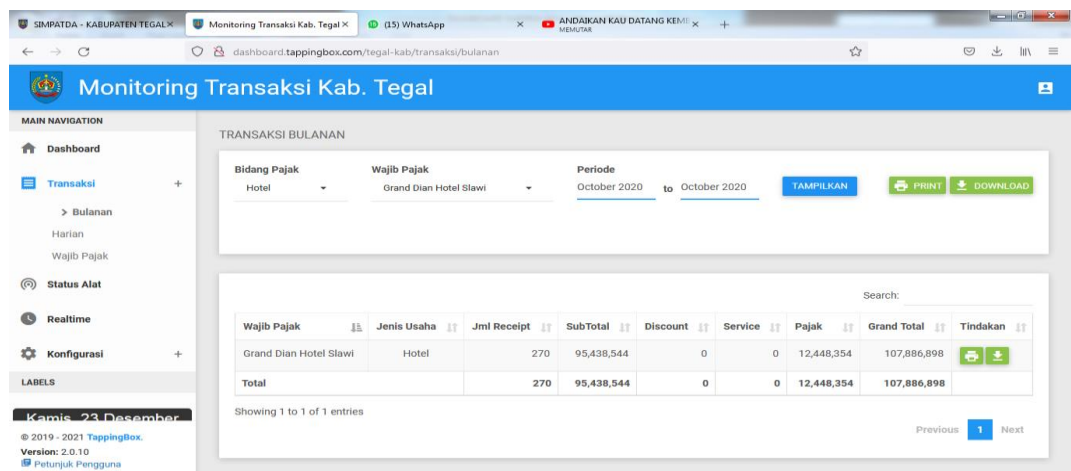 SIMPATDA - KABUPATEN TEGAL
Monitoring Transaksi Kab. Tegal
(15) WhatsApp
ANDAIKAN KAU DATANG KEM
MEMUTAR
dashboard.tappingbox.com/tegal-kab/transaksi/bulanan
Monitoring Transaksi Kab. Tegal
MAIN NAVIGATION
Dashboard
Transaksi +
> Bulanan
Harian
Wajib Pajak
Status Alat
Realtime
Konfigurasi +
LABELS
Kamis, 23 Desember
© 2019 - 2021 TappingBox.
Version: 2.0.10
Petunjuk Pengguna
TRANSAKSI BULANAN
Bidang Pajak Wajib Pajak Periode
Hotel Grand Dian Hotel Slawi October 2020 to October 2020 TAMPILKAN PRINT DOWNLOAD
Search:
Wajib Pajak Jenis Usaha Jml Receipt SubTotal Discount Service Pajak Grand Total Tindakan
Grand Dian Hotel Slawi Hotel 270 95,438,544 0 0 12,448,354 107,886,898
Total 270 95,438,544 0 0 12,448,354 107,886,898
Showing 1 to 1 of 1 entries
Previous 1 Next